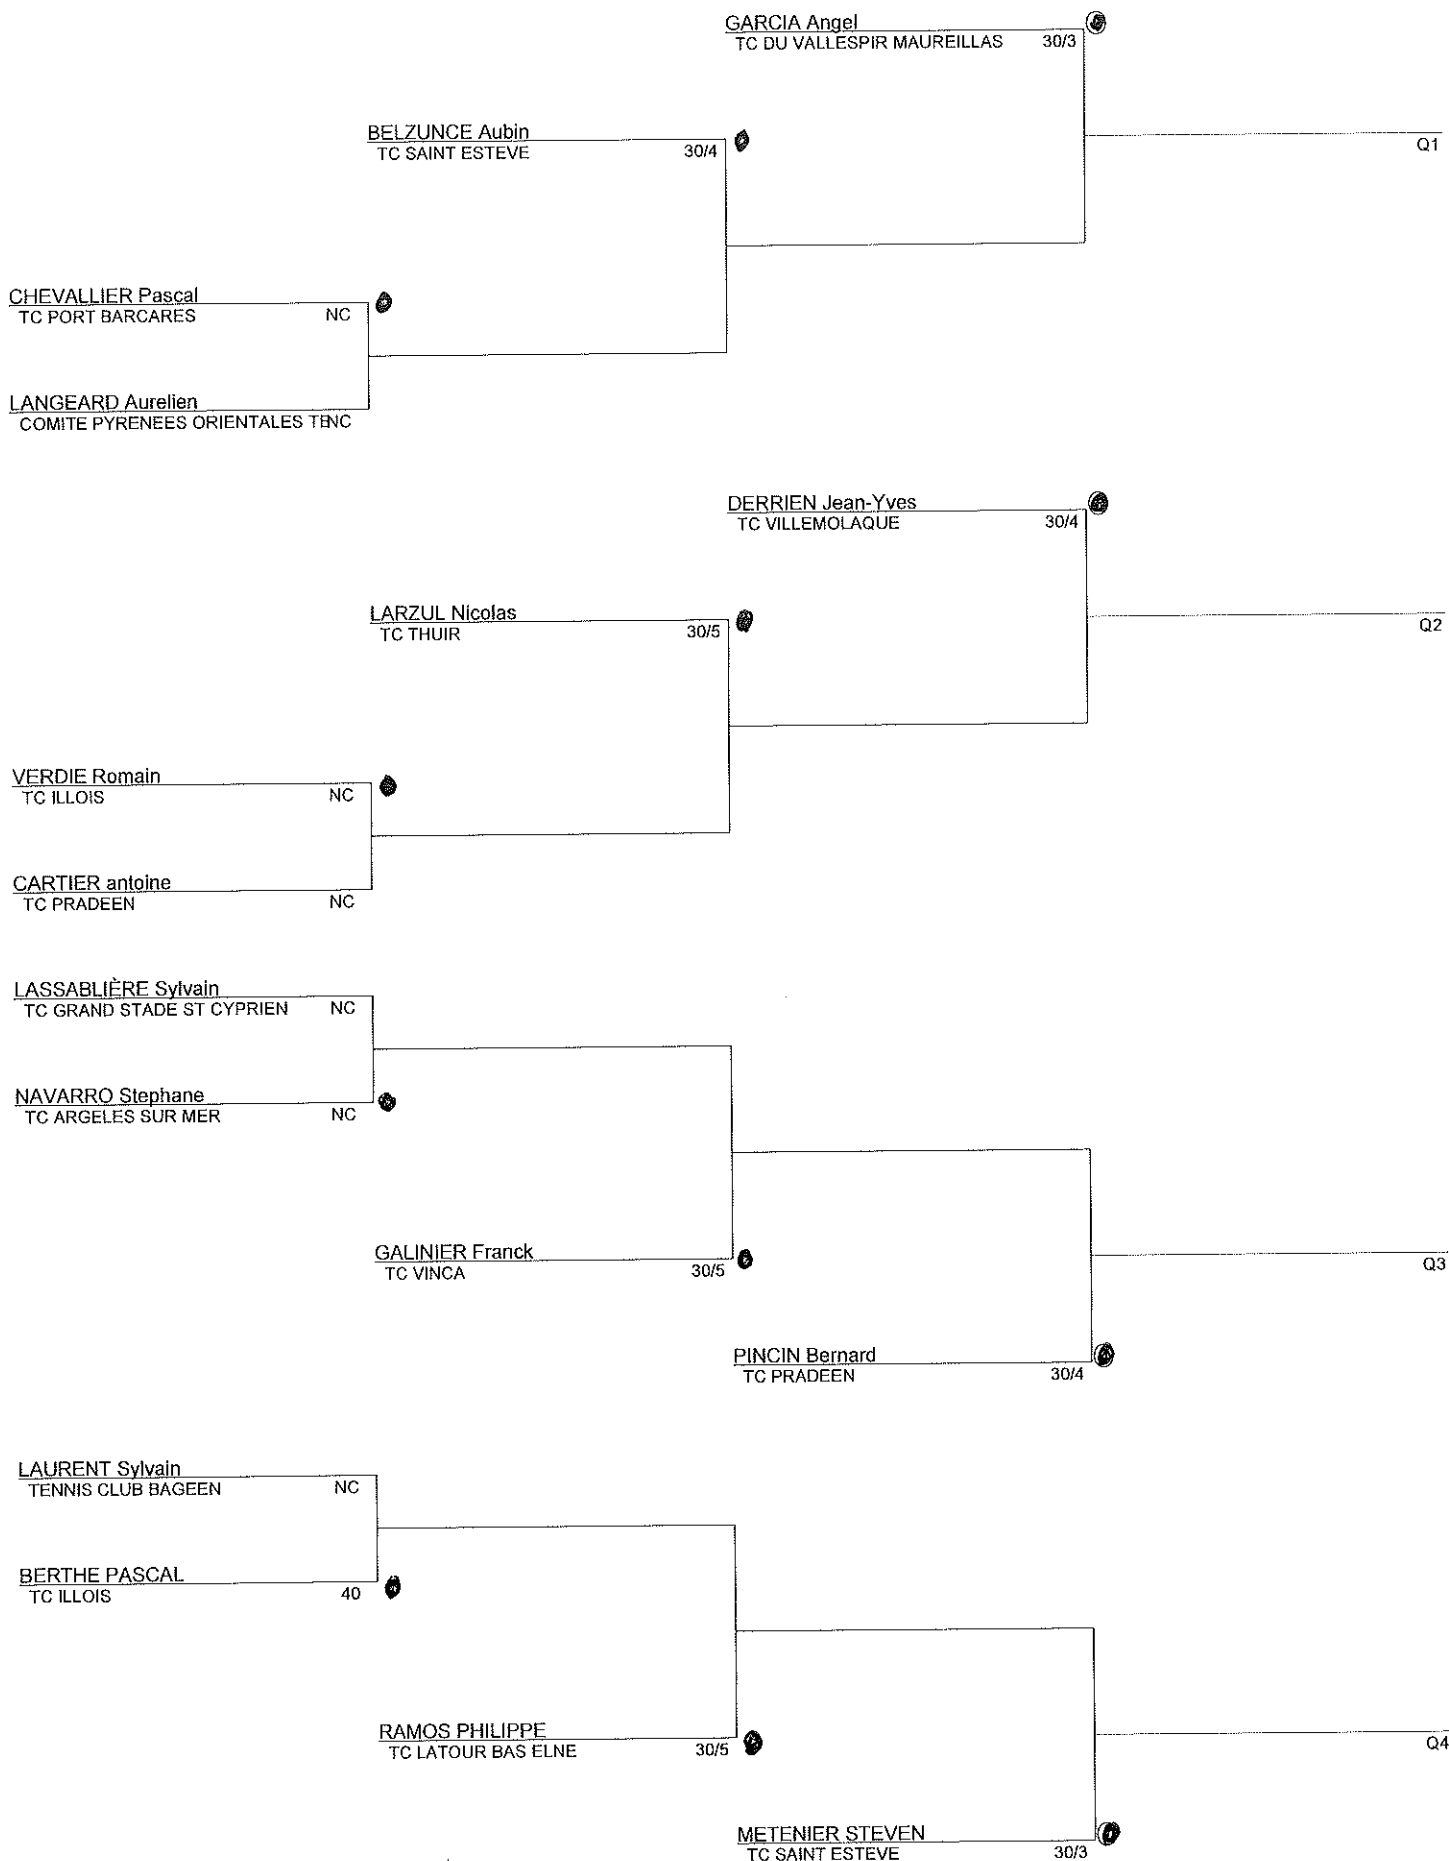 GARCIA Angel
TC DU VALLESPIR MAUREILLAS 30/3
BELZUNCE Aubin
TC SAINT ESTEVE 30/4
Q1
CHEVALLIER Pascal
TC PORT BARCARES NC
LANGEARD Aurelien
COMITE PYRENEES ORIENTALES TENC
DERRIEN Jean-Yves
TC VILLEMOLAQUE 30/4
LARZUL Nicolas
TC THUIR 30/5
Q2
VERDIE Romain
TC ILLOIS NC
CARTIER antoine
TC PRADEEN NC
LASSABLIÈRE Sylvain
TC GRAND STADE ST CYPRIEN NC
NAVARRO Stephane
TC ARGELES SUR MER NC
GALINIER Franck
TC VINCA 30/5
Q3
PINCIN Bernard
TC PRADEEN 30/4
LAURENT Sylvain
TENNIS CLUB BAGEEN NC
BERTHE PASCAL
TC ILLOIS 40
RAMOS PHILIPPE
TC LATOUR BAS ELNE 30/5
Q4
METENIER STEVEN
TC SAINT ESTEVE 30/3